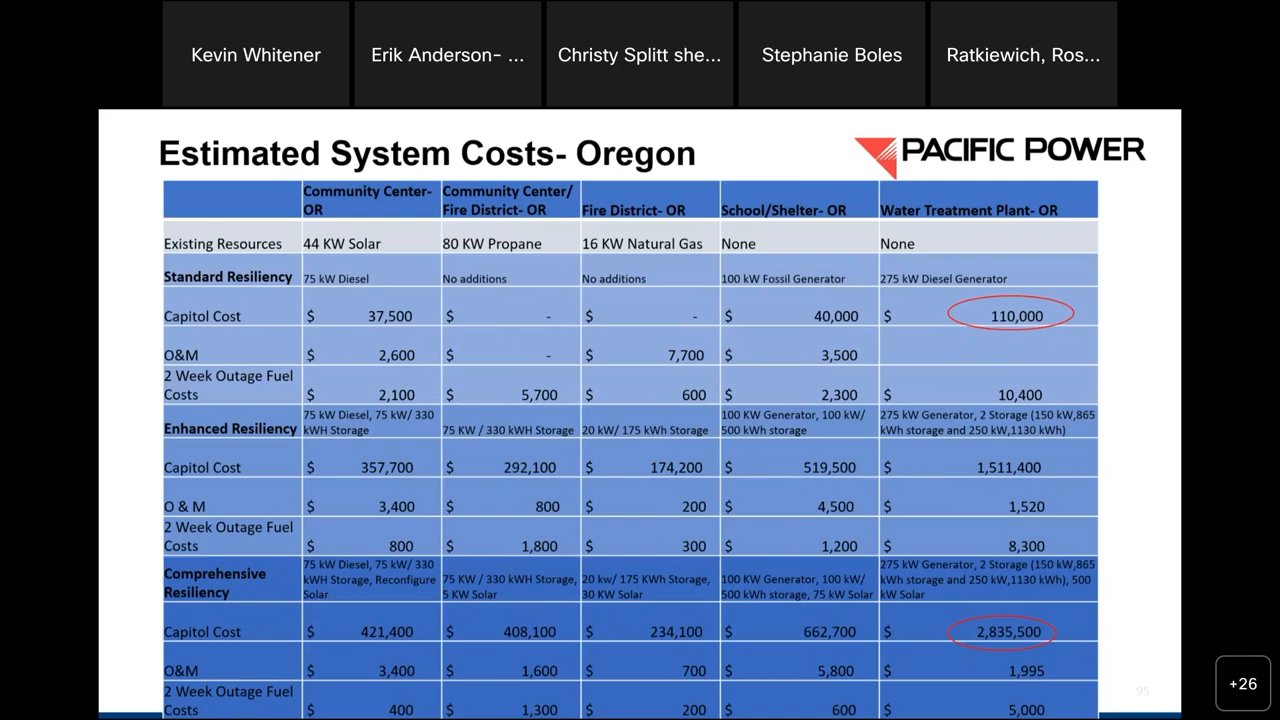 Kevin Whitener
Erik Anderson- ...
Christy Splitt she...
Stephanie Boles
Ratkiewich, Ros...
Estimated System Costs- Oregon
PACIFIC POWER
Community Center- OR
Community Center/ Fire District- OR
Fire District- OR
School/Shelter- OR
Water Treatment Plant- OR
Existing Resources 44 KW Solar 80 KW Propane 16 KW Natural Gas None None
Standard Resiliency 75 kW Diesel No additions No additions 100 kW Fossil Generator 275 kW Diesel Generator
Capitol Cost $ 37,500 $ - $ - $ 40,000 $ 110,000
O&M $ 2,600 $ - $ 7,700 $ 3,500
2 Week Outage Fuel Costs $ 2,100 $ 5,700 $ 600 $ 2,300 $ 10,400
Enhanced Resiliency 75 kW Diesel, 75 kW/ 330 kWH Storage 75 KW / 330 kWH Storage 20 kW/ 175 kWh Storage 100 KW Generator, 100 kW/ 500 kWh storage 275 kW Generator, 2 Storage (150 kW,865 kWh storage and 250 kW,1130 kWh)
Capitol Cost $ 357,700 $ 292,100 $ 174,200 $ 519,500 $ 1,511,400
O & M $ 3,400 $ 800 $ 200 $ 4,500 $ 1,520
2 Week Outage Fuel Costs $ 800 $ 1,800 $ 300 $ 1,200 $ 8,300
Comprehensive Resiliency 75 kW Diesel, 75 kW/ 330 kWH Storage, Reconfigure Solar 75 KW / 330 kWH Storage, 5 KW Solar 20 kw/ 175 KWh Storage, 30 KW Solar 100 KW Generator, 100 kW/ 500 kWh storage, 75 kW Solar 275 kW Generator, 2 Storage (150 kW,865 kWh storage and 250 kW,1130 kWh), 500 kW Solar
Capitol Cost $ 421,400 $ 408,100 $ 234,100 $ 662,700 $ 2,835,500
O&M $ 3,400 $ 1,600 $ 700 $ 5,800 $ 1,995
2 Week Outage Fuel Costs $ 400 $ 1,300 $ 200 $ 600 $ 5,000
95
+26